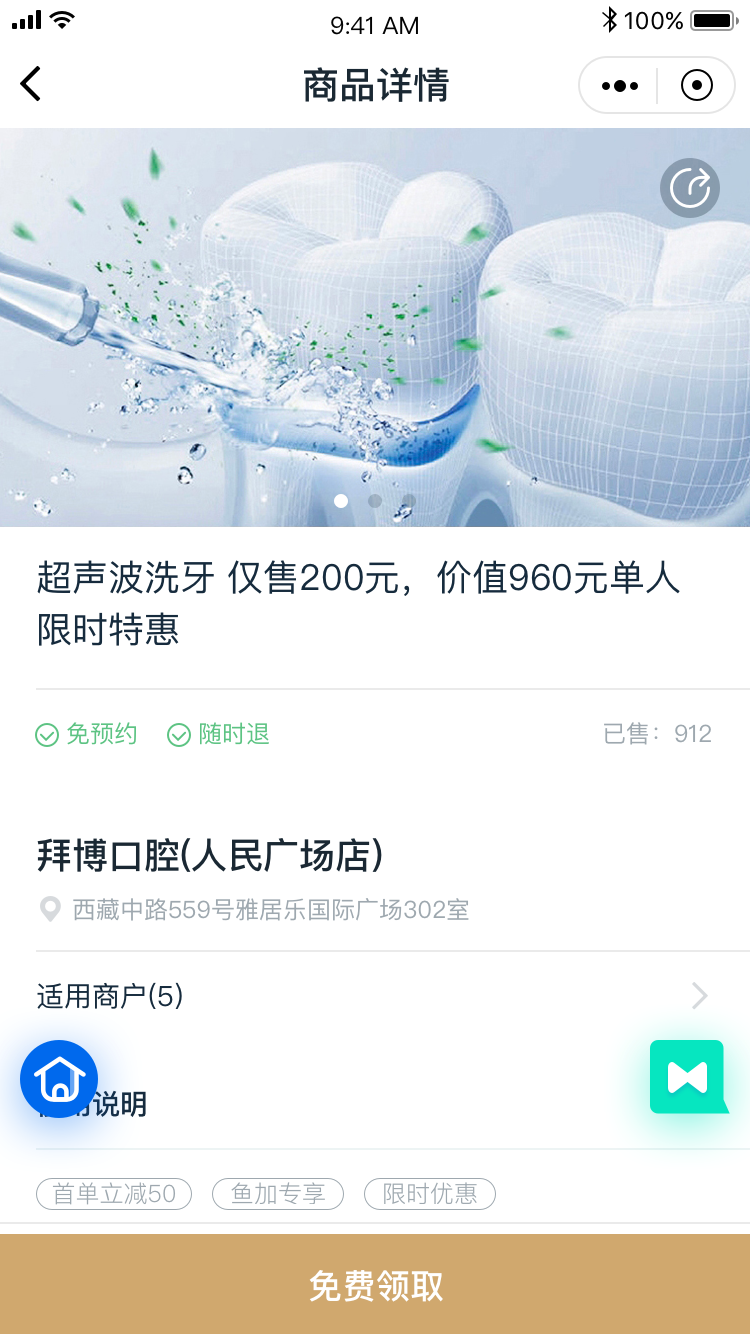 9:41 AM
100%
商品详情
超声波洗牙 仅售200元，价值960元单人
限时特惠
免预约
随时退
已售：912
拜博口腔(人民广场店)
西藏中路559号雅居乐国际广场302室
适用商户(5)
说明
首单立减50
鱼加专享
限时优惠
免费领取